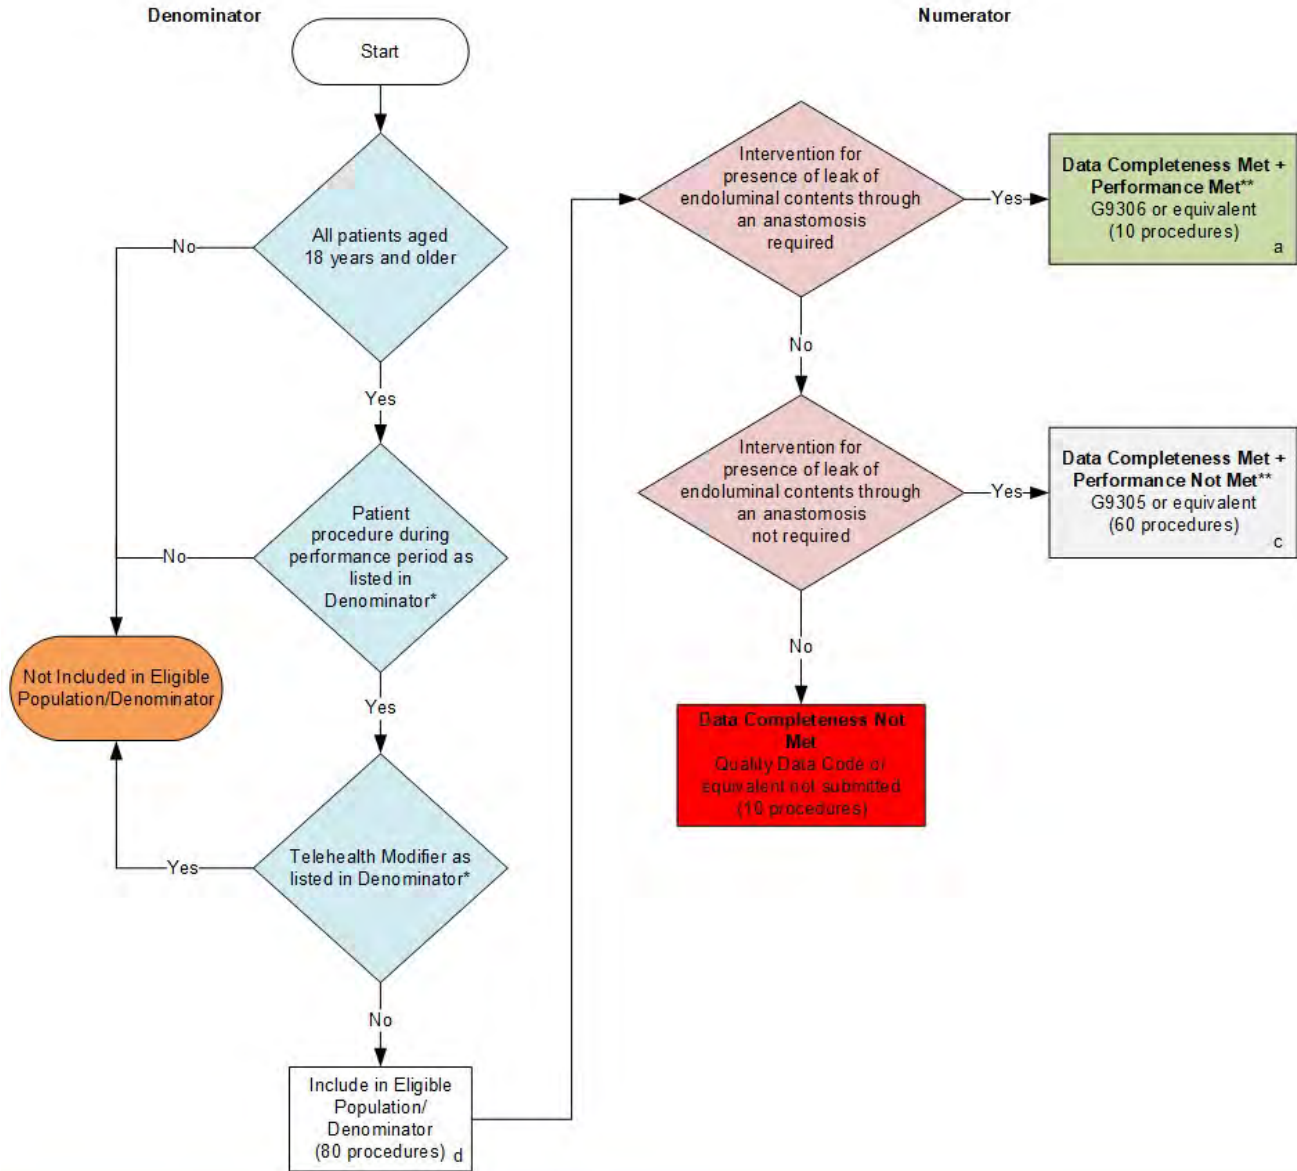 Denominator
Numerator
Start
All patients aged
18 years and older
No
Yes
Patient
procedure during
performance period as
listed in
Denominator*
No
Yes
Not Included in Eligible
Population/Denominator
Telehealth Modifier as
listed in Denominator*
Yes
No
Include in Eligible
Population/
Denominator
(80 procedures) d
Intervention for
presence of leak of
endoluminal contents through
an anastomosis
required
Yes
Data Completeness Met +
Performance Met**
G9306 or equivalent
(10 procedures)
a
No
Intervention for
presence of leak of
endoluminal contents through
an anastomosis
not required
Yes
Data Completeness Met +
Performance Not Met**
G9305 or equivalent
(60 procedures)
c
No
Data Completeness Not
Met
Quality Data Code or
equivalent not submitted
(10 procedures)